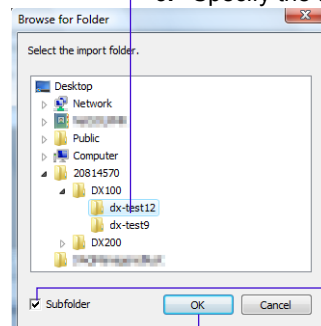 Specify the
Browse for Folder
Select the import folder.
Desktop
Network
Public
Computer
20814570
DX100
dx-test12
dx-test9
DX200
Subfolder
OK
Cancel